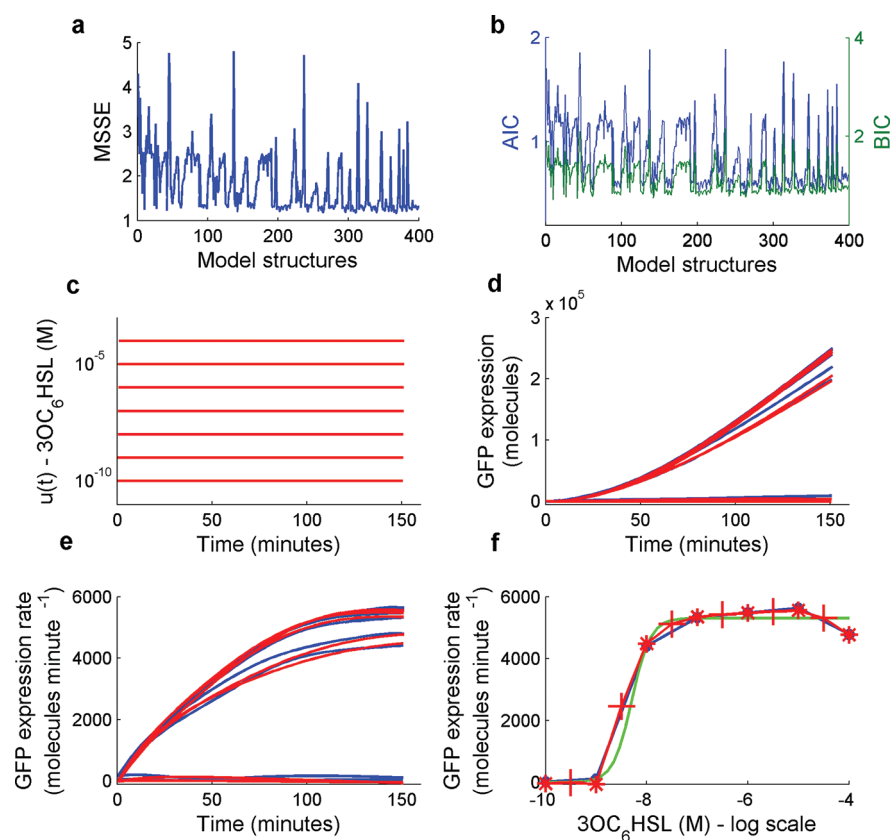 a
MSSE
5
4
3
2
1
0 100 200 300 400
Model structures
b
AIC
2
1
4
2
BIC
0 100 200 300 400
Model structures
c
u(t) - 3OC6HSL (M)
10-5
10-10
0 50 100 150
Time (minutes)
d
x 10 5
GFP expression
(molecules)
3
2
1
0
0 50 100 150
Time (minutes)
e
GFP expression rate
(molecules minute -1)
6000
4000
2000
0
0 50 100 150
Time (minutes)
f
GFP expression rate
(molecules minute -1)
6000
4000
2000
0
-10 -8 -6 -4
3OC6HSL (M) - log scale